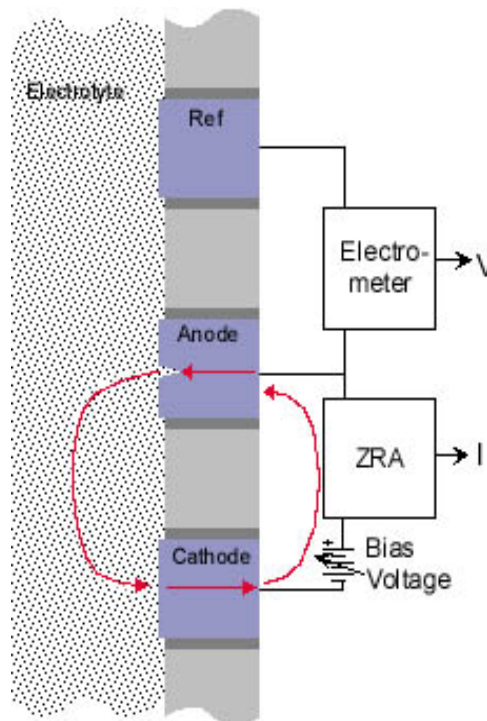 Electrolyte
Ref
Electro-
meter
V
Anode
ZRA
I
Cathode
+
Bias
Voltage